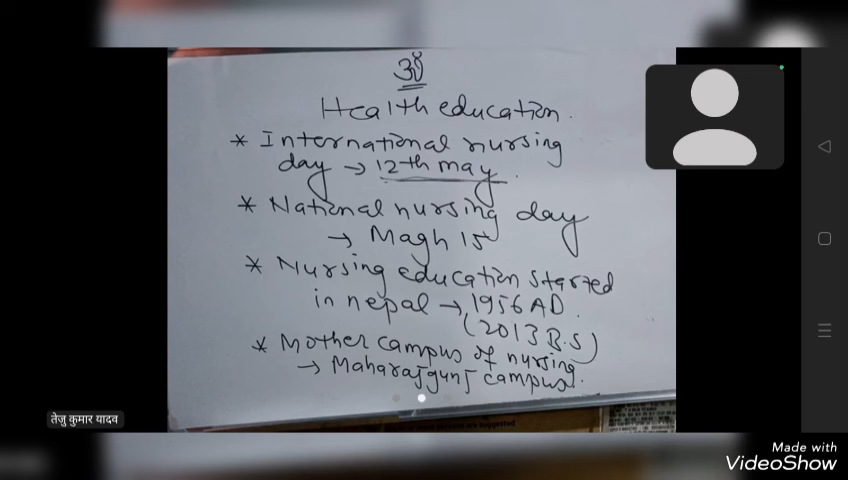 ॐ
Health education.
* International nursing
day → 12th may.
* National nursing day
→ Magh 15
* Nursing education started
in nepal → 1956 AD.
(2013 B.S)
* Mother campus of nursing
→ Maharajgunj campus.
तेजु कुमार यादव
Made with
VideoShow